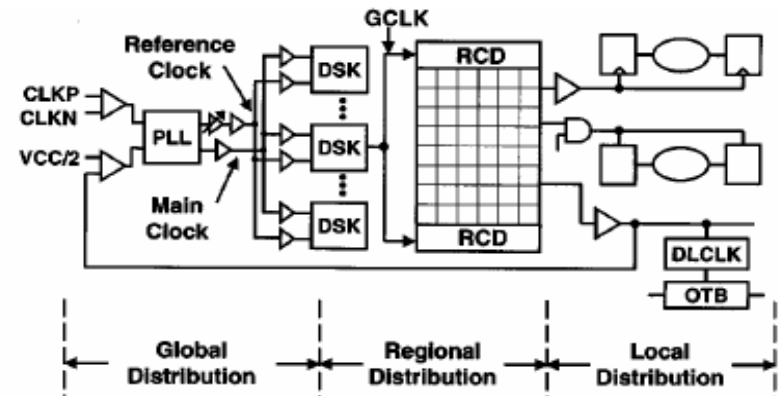 GCLK
Reference
Clock
DSK
RCD
CLKP
CLKN
PLL
DSK
VCC/2
Main
Clock
DSK
RCD
DLCLK
OTB
Global
Distribution
Regional
Distribution
Local
Distribution